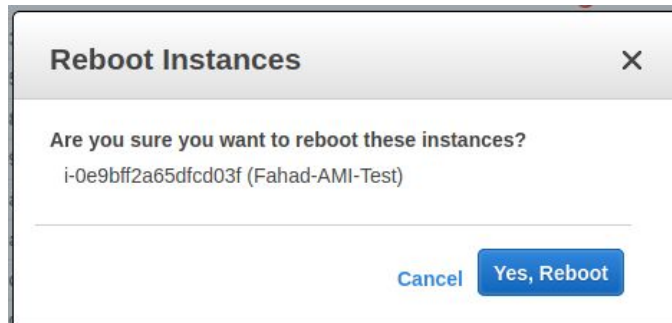 Reboot Instances
Are you sure you want to reboot these instances?
i-0e9bff2a65dfcd03f (Fahad-AMI-Test)
Cancel
Yes, Reboot